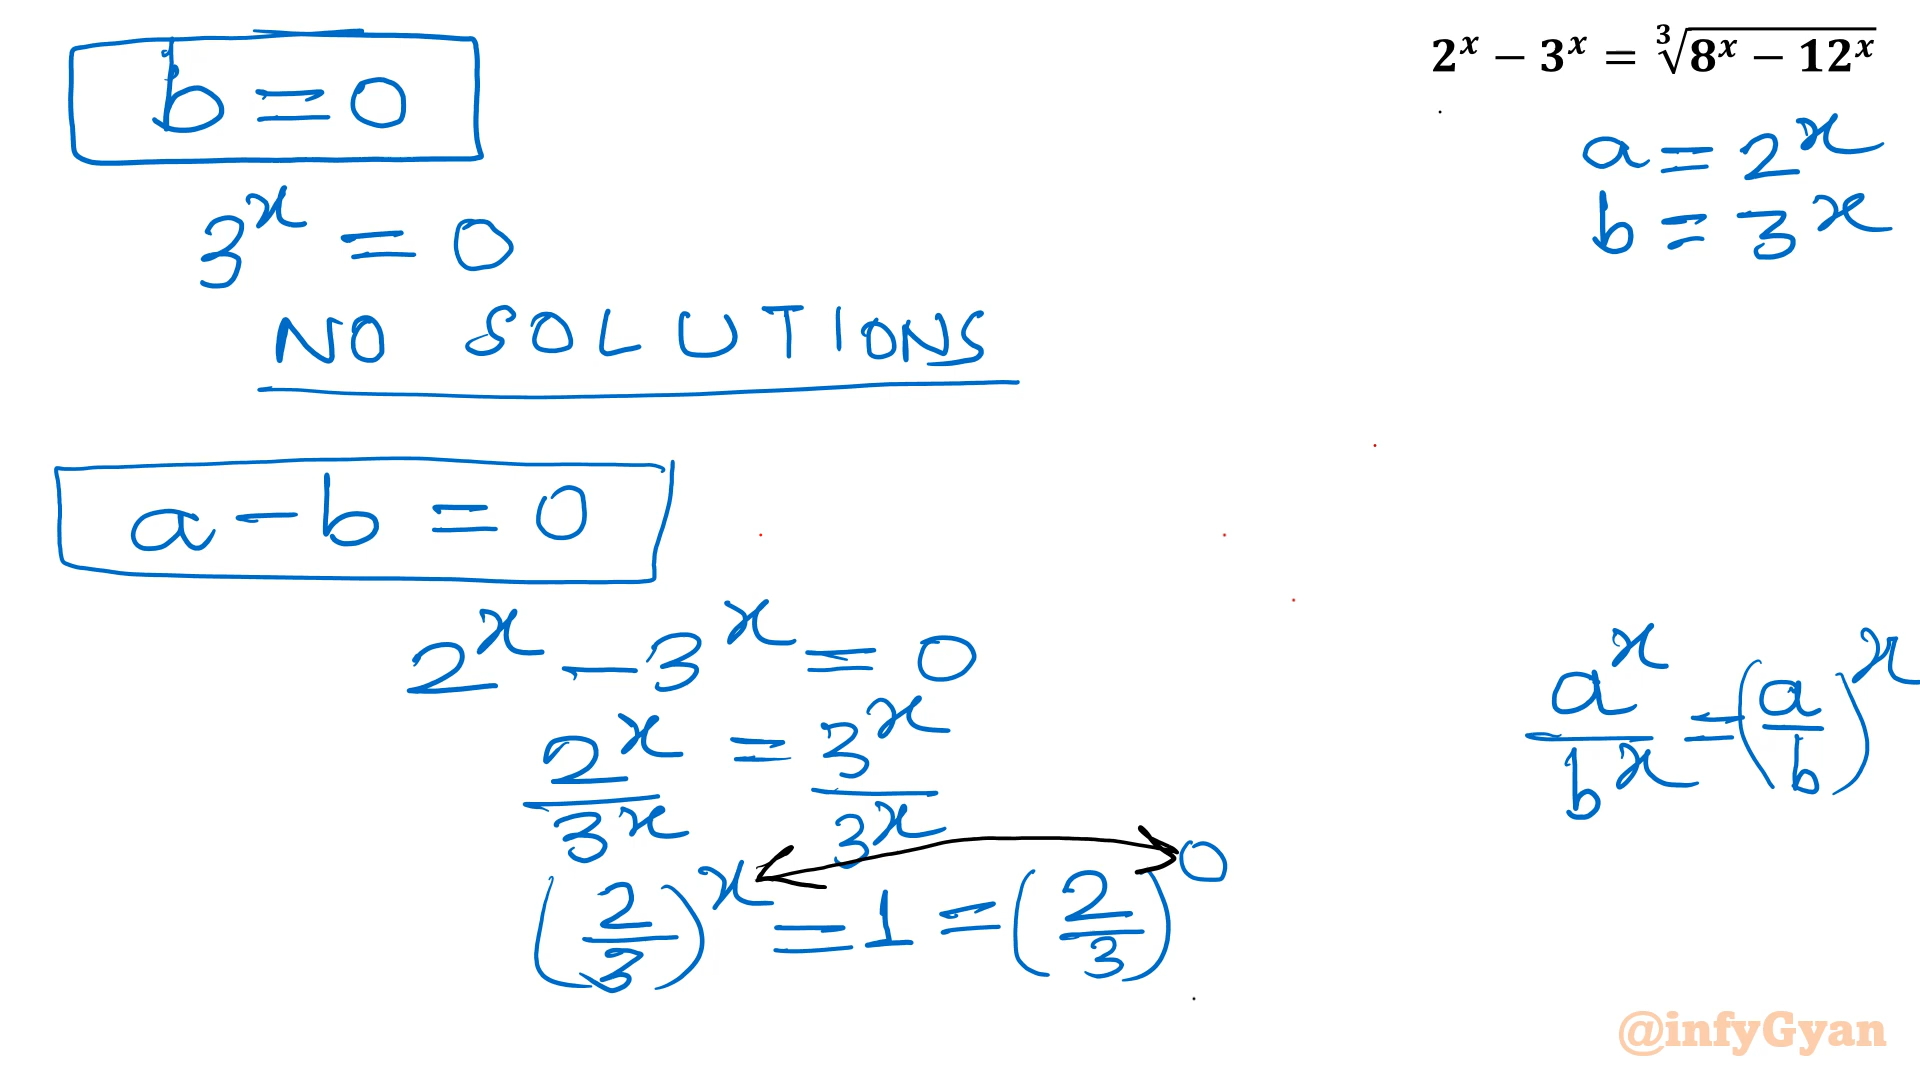 b = 0
3^x = 0
NO SOLUTIONS
a - b = 0
2^x - 3^x = 0
2^x/3^x = 3^x/3^x
(2/3)^x = 1 = (2/3)^0
2^x − 3^x = ∛(8^x − 12^x)
a = 2^x
b = 3^x
a^x/b^x = (a/b)^x
@infyGyan